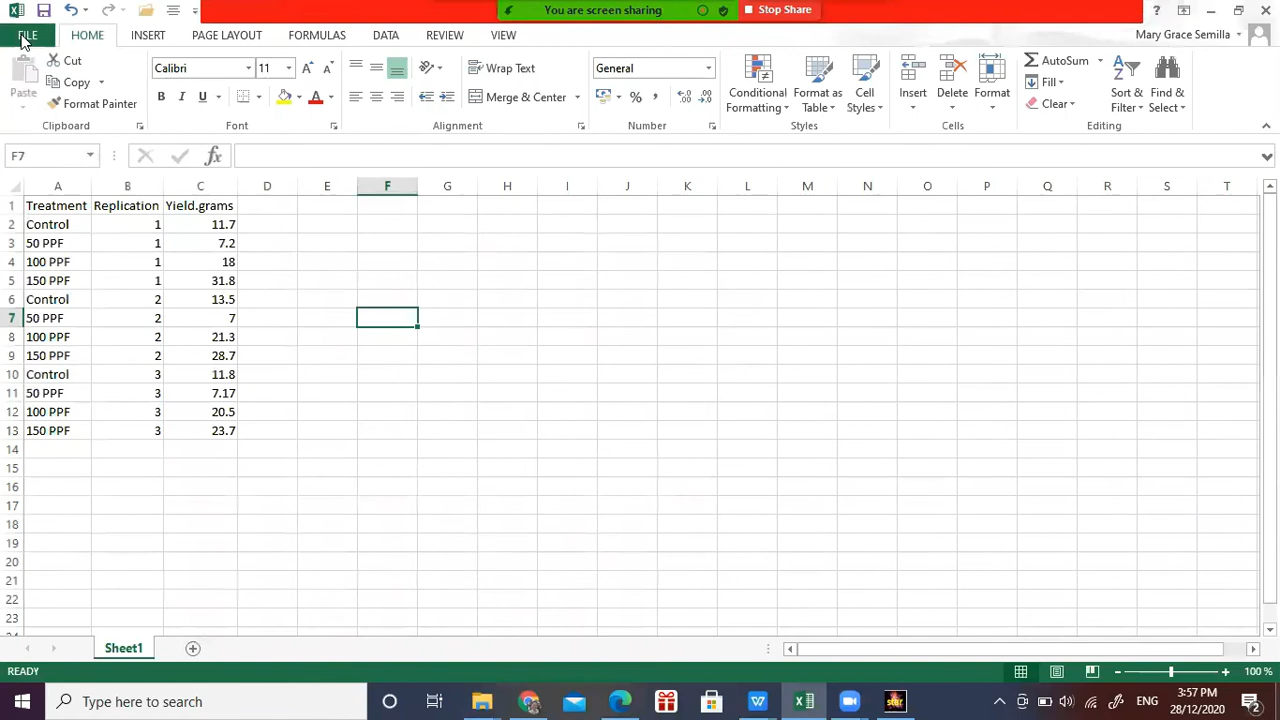 You are screen sharing
Stop Share
FILE HOME INSERT PAGE LAYOUT FORMULAS DATA REVIEW VIEW
Mary Grace Semilla
Cut
Copy
Format Painter
Paste
Clipboard
Calibri 11
B I U A
Font
Wrap Text
Merge & Center
Alignment
General
% ,
Number
Conditional Formatting
Format as Table
Cell Styles
Styles
Insert Delete Format
Cells
AutoSum
Fill
Clear
Sort & Filter
Find & Select
Editing
F7
fx
A B C D E F G H I J K L M N O P Q R S T
1 Treatment Replication Yield.grams
2 Control 1 11.7
3 50 PPF 1 7.2
4 100 PPF 1 18
5 150 PPF 1 31.8
6 Control 2 13.5
7 50 PPF 2 7
8 100 PPF 2 21.3
9 150 PPF 2 28.7
10 Control 3 11.8
11 50 PPF 3 7.17
12 100 PPF 3 20.5
13 150 PPF 3 23.7
14
15
16
17
18
19
20
21
22
23
Sheet1
READY
100 %
Type here to search
star
ENG
3:57 PM
28/12/2020
2